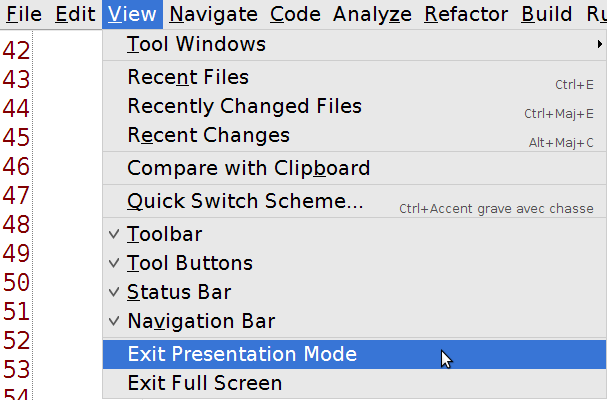 File Edit View Navigate Code Analyze Refactor Build
42
Tool Windows
43
Recent Files Ctrl+E
44
Recently Changed Files Ctrl+Maj+E
45
Recent Changes Alt+Maj+C
46
Compare with Clipboard
47
Quick Switch Scheme... Ctrl+Accent grave avec chasse
48
Toolbar
49
Tool Buttons
50
Status Bar
51
Navigation Bar
52
Exit Presentation Mode
53
Exit Full Screen
54